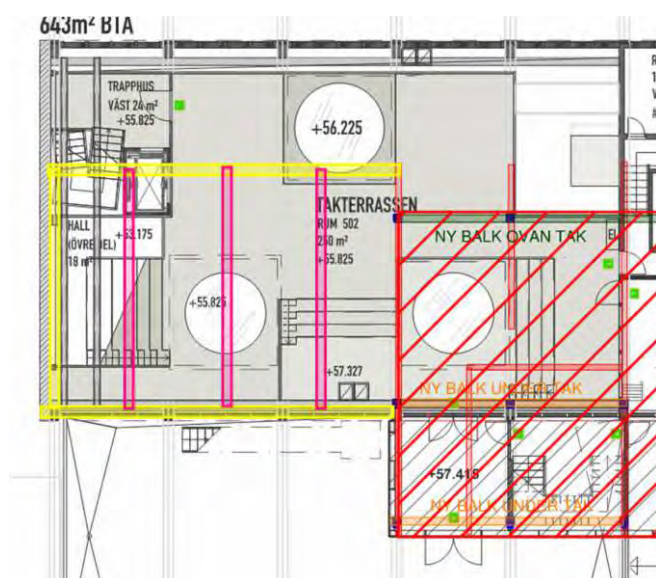 643m² BTA
TRAPPHUS
VÄST 24 m²
+55.825
+56.225
TAKTERRASSEN
RUM 502
250 m²
+55.825
HALL
(ÖVRE DEL)
18 m²
+53.175
NY BALK OVAN TAK
+55.825
+57.327
NY BALK UNDER TAK
+57.415
NY BALK UNDER TAK